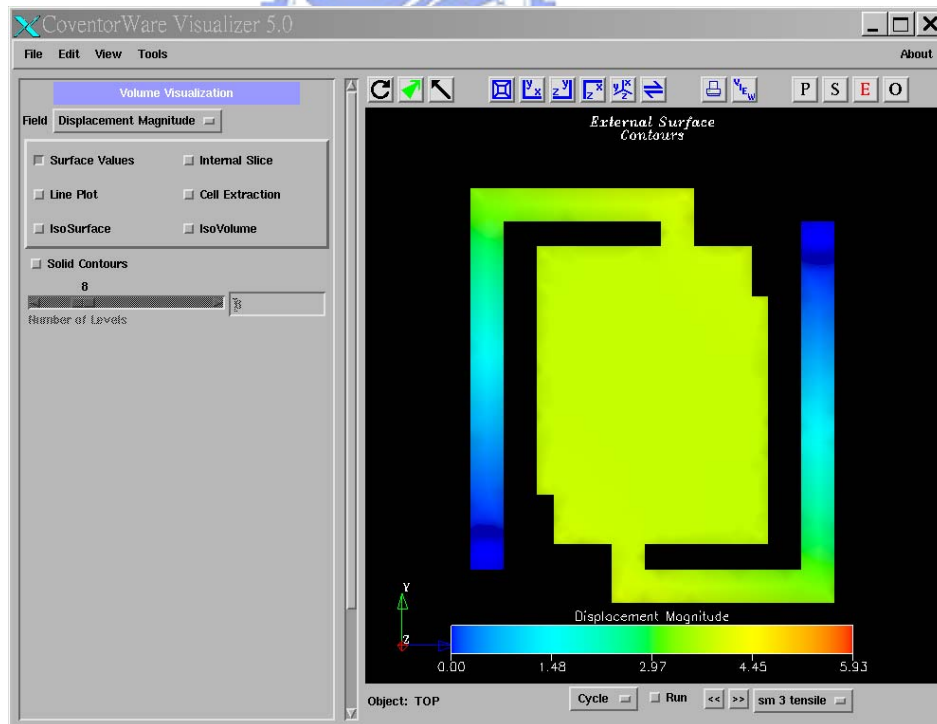 CoventorWare Visualizer 5.0
File Edit View Tools About
Volume Visualization
Field Displacement Magnitude
Surface Values Internal Slice
Line Plot Cell Extraction
IsoSurface IsoVolume
Solid Contours
8
Number of Levels
y x z y z x y x z VIEW P S E O
External Surface
Contours
Y
Z
Displacement Magnitude
0.00 1.48 2.97 4.45 5.93
Object: TOP Cycle Run << >> sm 3 tensile